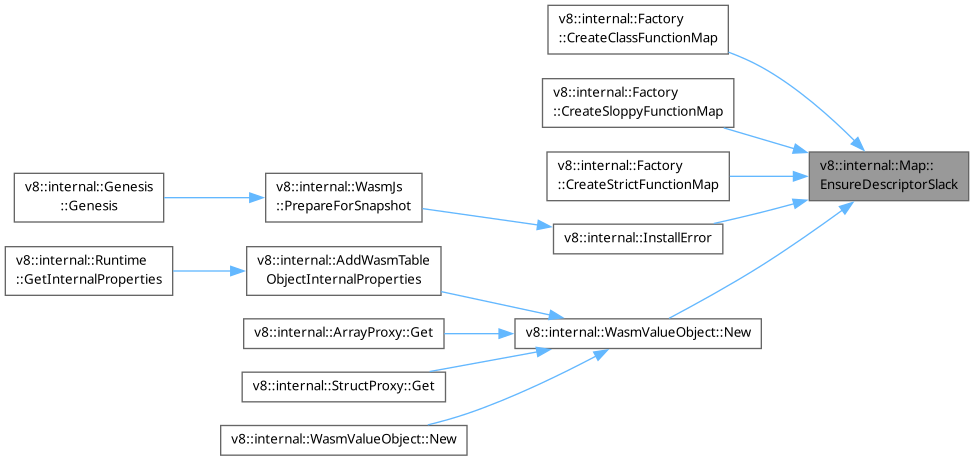 v8::internal::Factory
::CreateClassFunctionMap
v8::internal::Factory
::CreateSloppyFunctionMap
v8::internal::Factory
::CreateStrictFunctionMap
v8::internal::Map::
EnsureDescriptorSlack
v8::internal::Genesis
::Genesis
v8::internal::WasmJs
::PrepareForSnapshot
v8::internal::InstallError
v8::internal::Runtime
::GetInternalProperties
v8::internal::AddWasmTable
ObjectInternalProperties
v8::internal::ArrayProxy::Get
v8::internal::WasmValueObject::New
v8::internal::StructProxy::Get
v8::internal::WasmValueObject::New